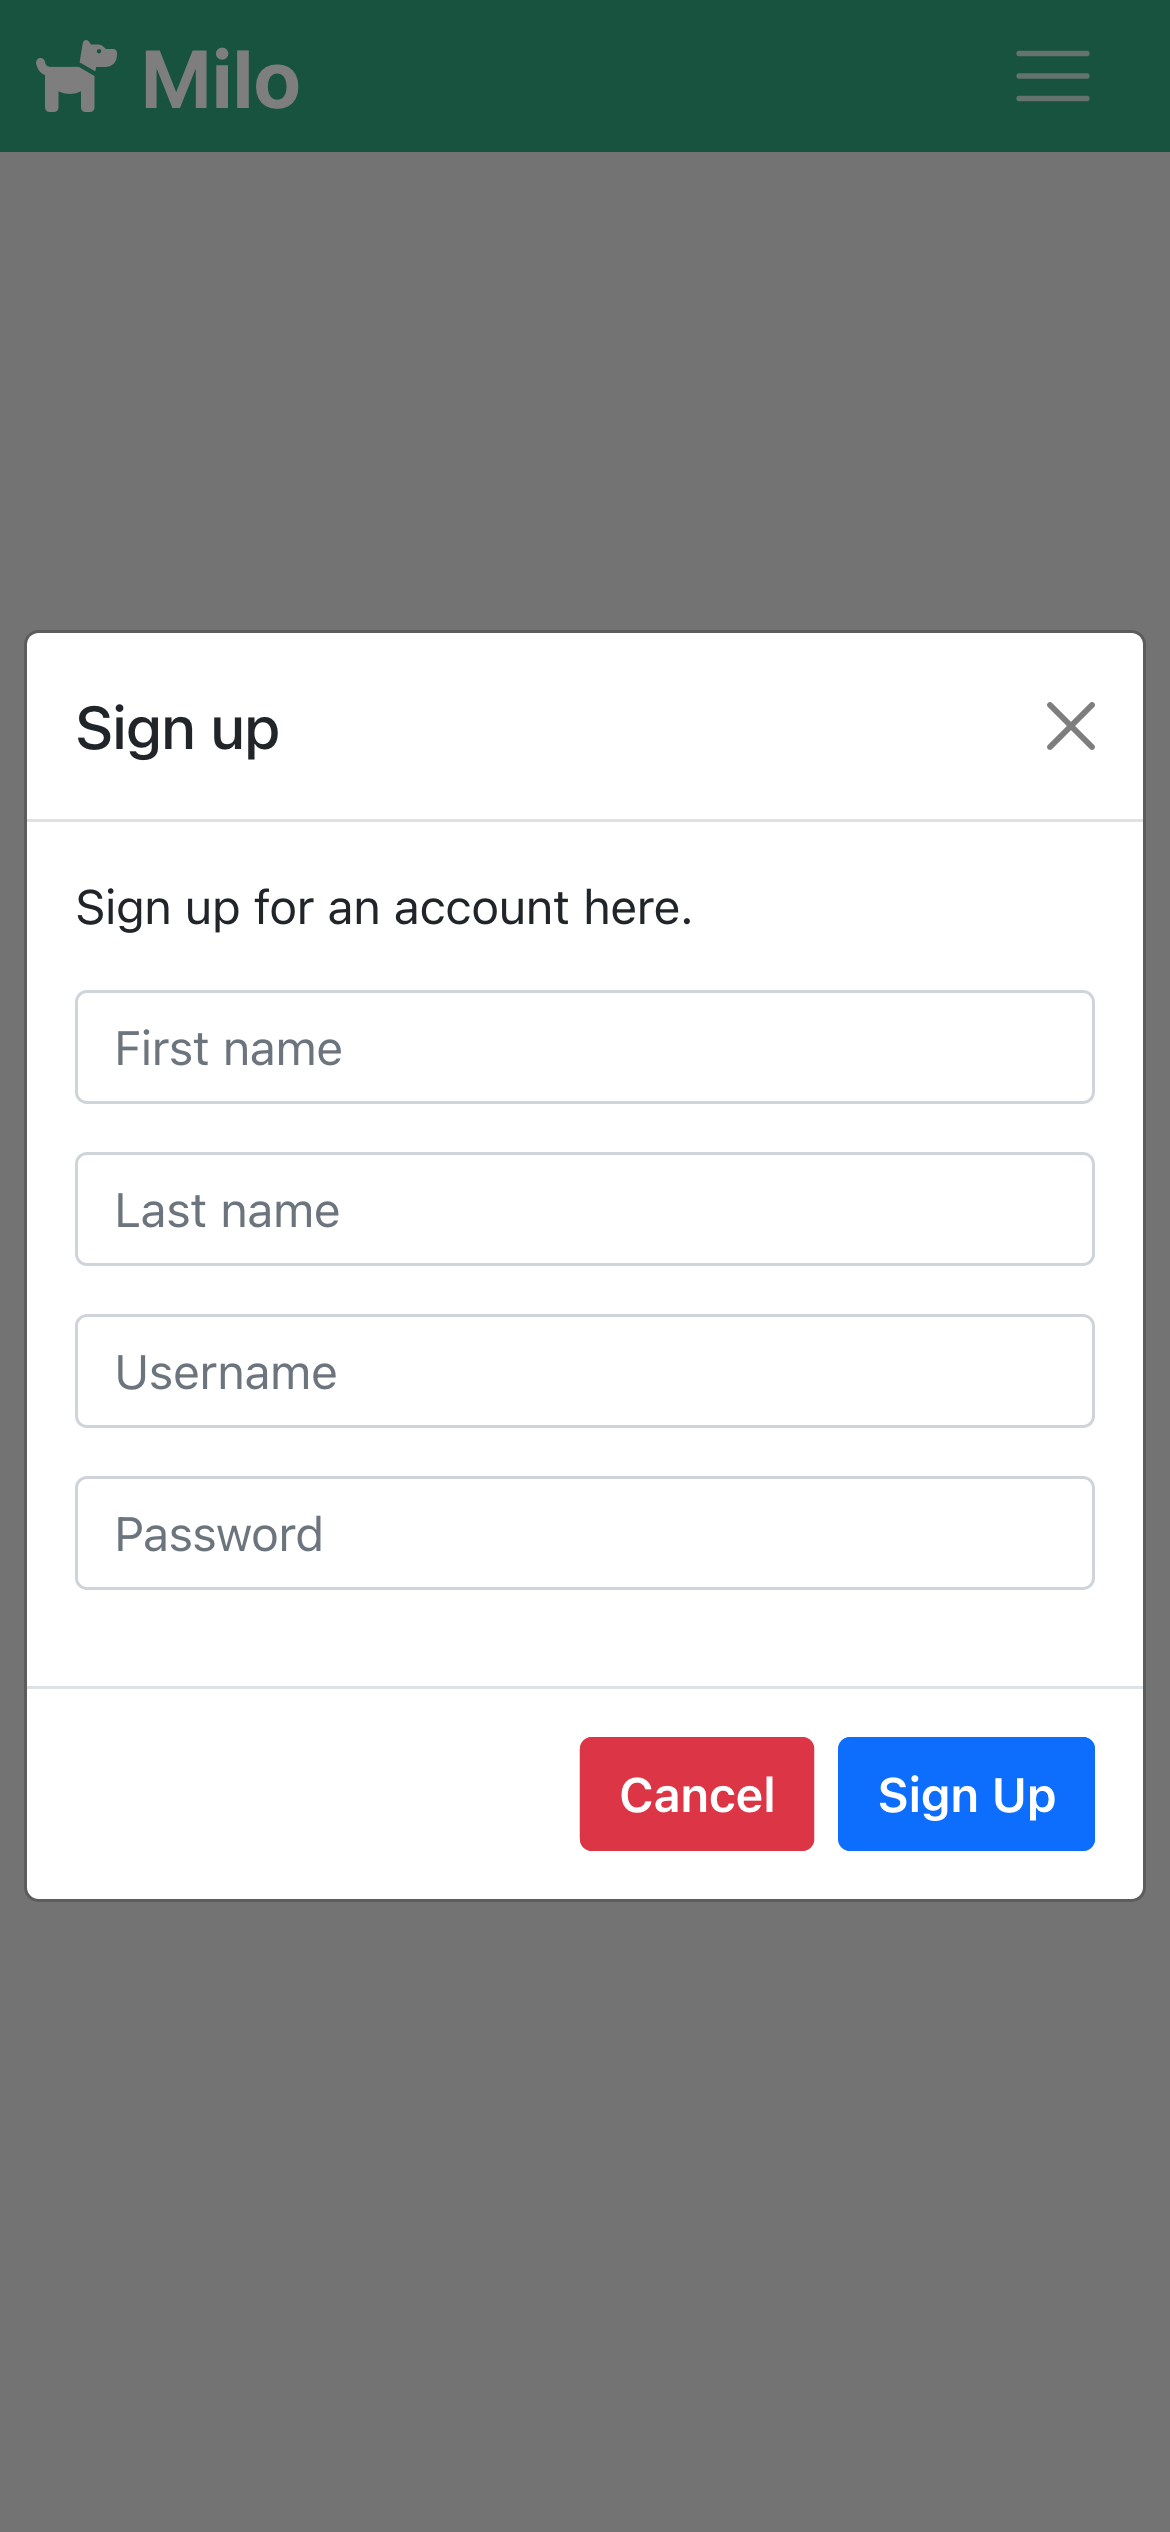 Milo
Sign up
Sign up for an account here.
First name
Last name
Username
Password
Cancel
Sign Up